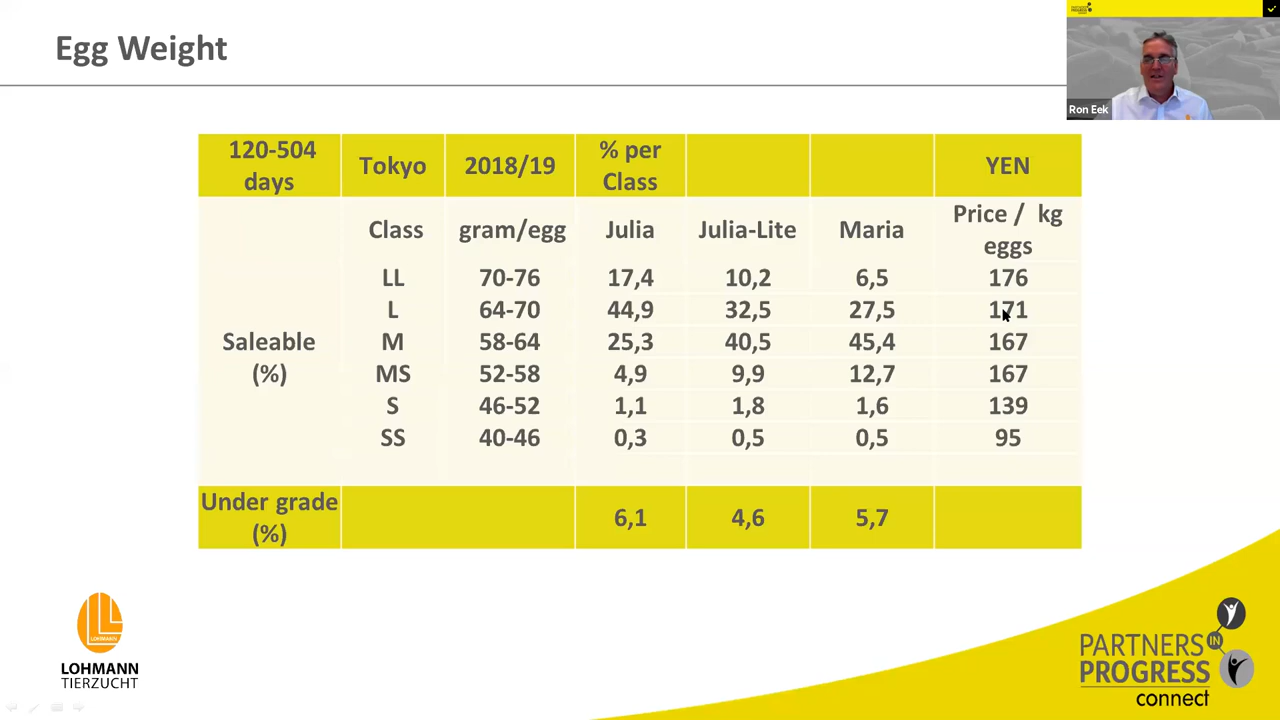 Egg Weight
PARTNERS IN
PROGRESS
Ron Eek
120-504 days Tokyo 2018/19 % per Class YEN
Class gram/egg Julia Julia-Lite Maria Price / kg eggs
LL 70-76 17,4 10,2 6,5 176
L 64-70 44,9 32,5 27,5 171
Saleable (%) M 58-64 25,3 40,5 45,4 167
MS 52-58 4,9 9,9 12,7 167
S 46-52 1,1 1,8 1,6 139
SS 40-46 0,3 0,5 0,5 95
Under grade (%) 6,1 4,6 5,7
LOHMANN
LOHMANN
TIERZUCHT
PARTNERS IN
PROGRESS
connect